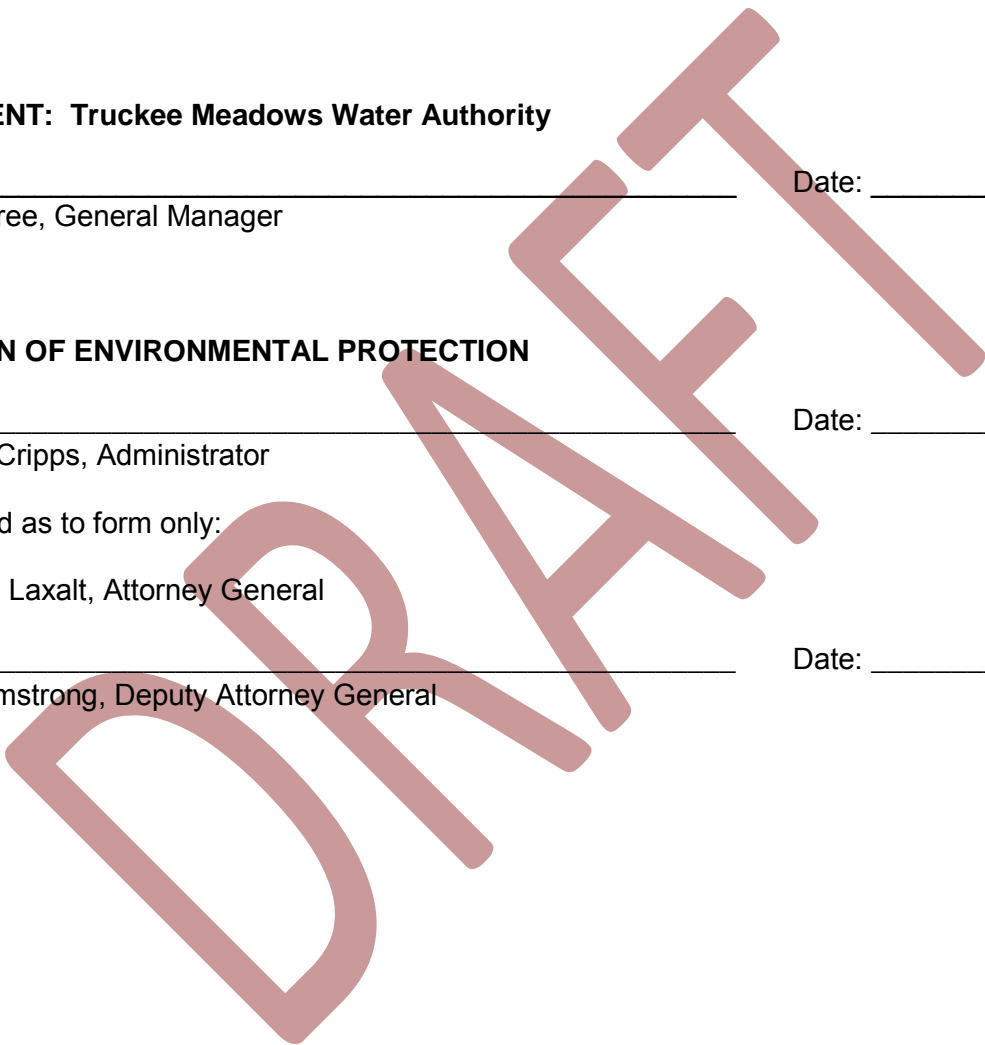 ENT: Truckee Meadows Water Authority
Date:
ree, General Manager
N OF ENVIRONMENTAL PROTECTION
Date:
Cripps, Administrator
d as to form only:
Laxalt, Attorney General
Date:
mstrong, Deputy Attorney General
DRAFT